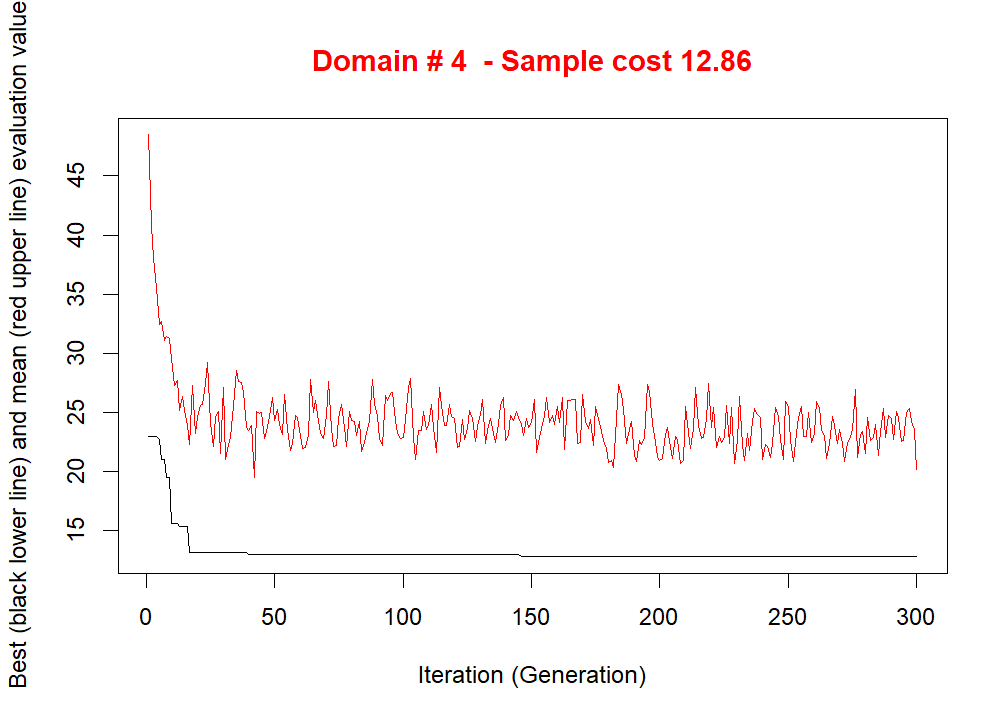 Domain # 4  - Sample cost 12.86
Best (black lower line) and mean (red upper line) evaluation value
45
40
35
30
25
20
15
0 50 100 150 200 250 300
Iteration (Generation)